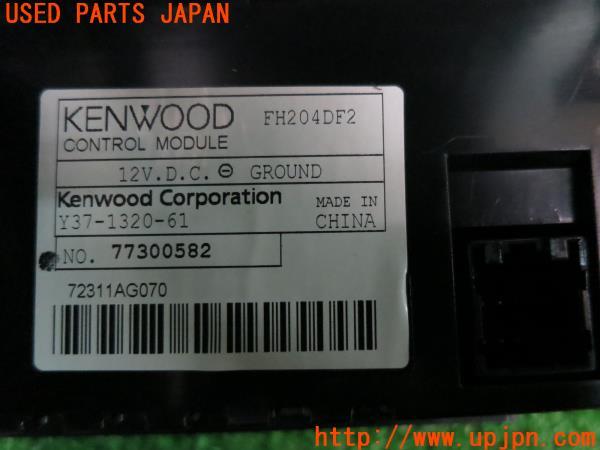 USED PARTS JAPAN
KENWOOD FH204DF2
CONTROL MODULE
12V.D.C. ⊖ GROUND
Kenwood Corporation MADE IN
Y37-1320-61 CHINA
NO. 77300582
72311AG070
http://www.upjpn.com/